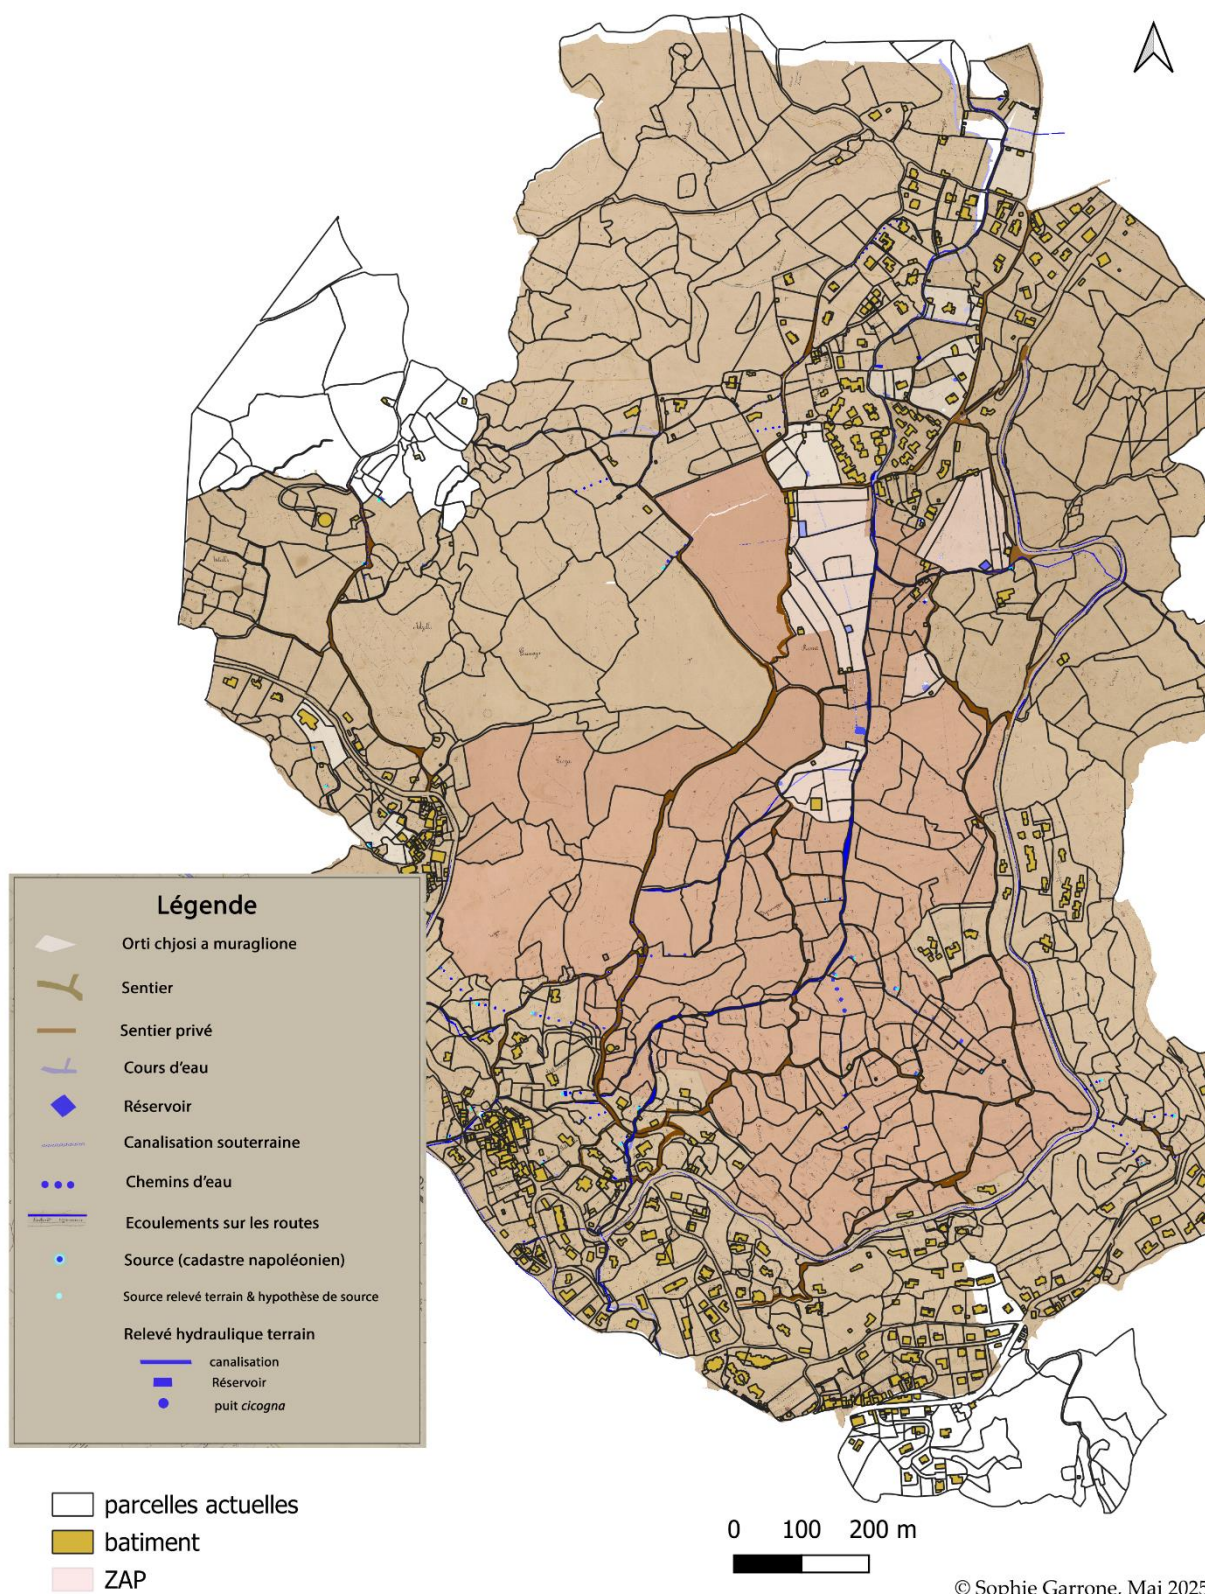 Légende
Orti chjosi a muraglione
Sentier
Sentier privé
Cours d'eau
Réservoir
Canalisation souterraine
Chemins d'eau
Ecoulements sur les routes
Source (cadastre napoléonien)
Source relevé terrain & hypothèse de source
Relevé hydraulique terrain
canalisation
Réservoir
puit cicogna
parcelles actuelles
batiment
ZAP
0 100 200 m
© Sophie Garrone, Mai 2025